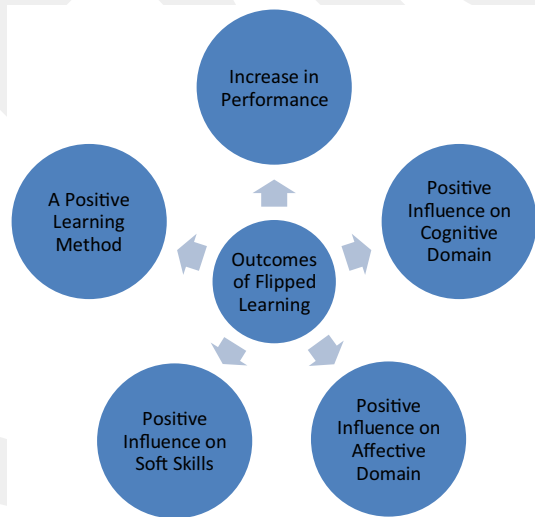 Increase in
Performance
Positive
Influence on
Cognitive
Domain
Positive
Influence on
Affective
Domain
Positive
Influence on
Soft Skills
A Positive
Learning
Method
Outcomes
of Flipped
Learning